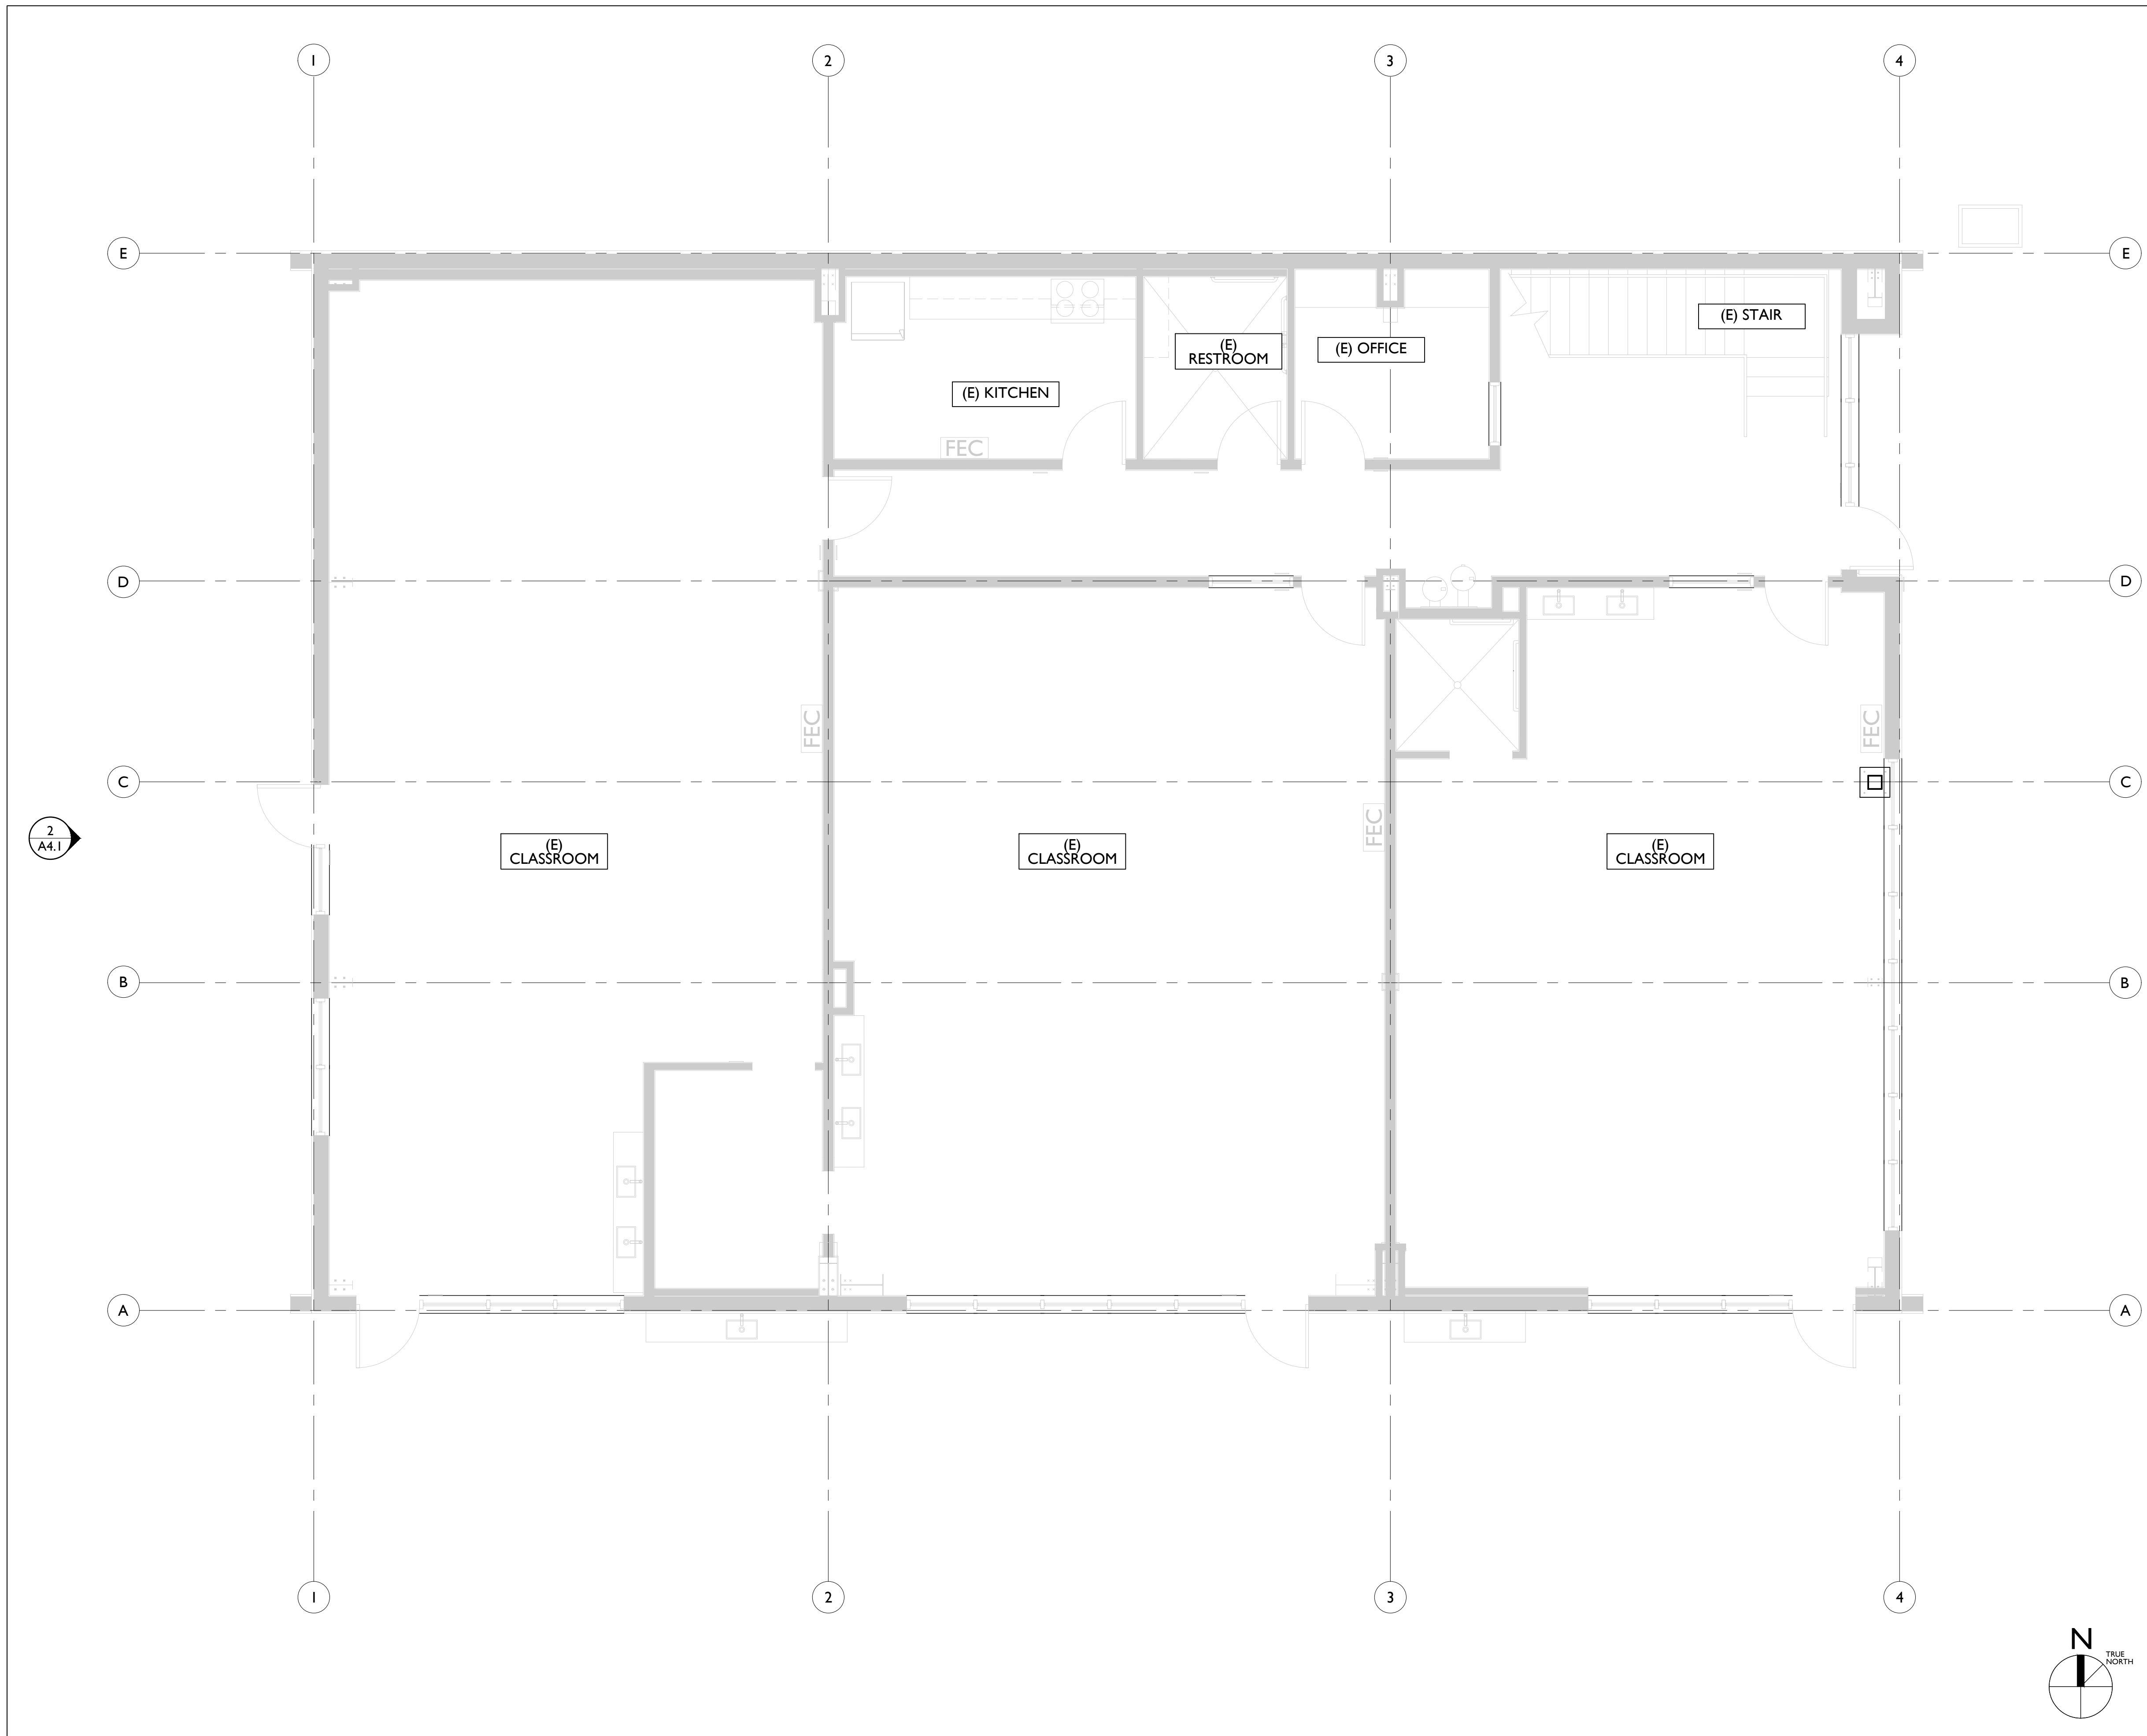 1
2
3
4
E
E
(E) STAIR
(E)
RESTROOM
(E) OFFICE
(E) KITCHEN
FEC
D
D
FEC
FEC
C
C
FEC
2
A4.1
(E)
CLASSROOM
(E)
CLASSROOM
(E)
CLASSROOM
B
B
A
A
1
2
3
4
N
TRUE
NORTH